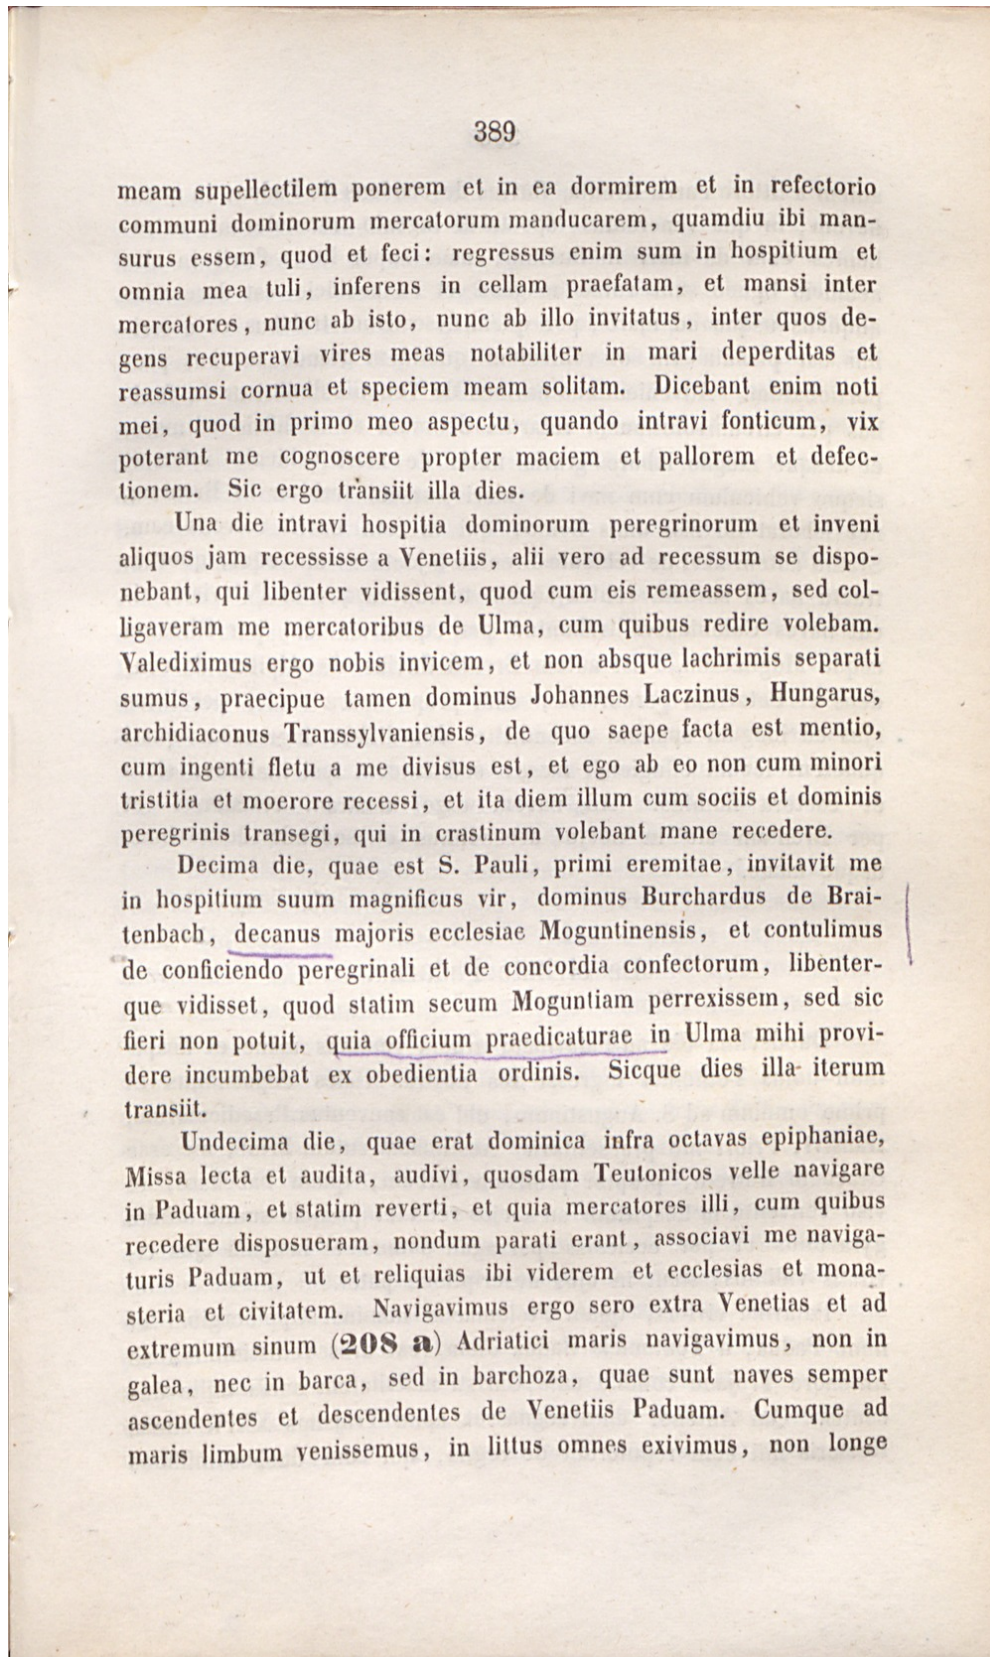 389
meam supellectilem ponerem et in ea dormirem et in refectorio
communi dominorum mercatorum manducarem, quamdiu ibi man-
surus essem, quod et feci: regressus enim sum in hospitium et
omnia mea tuli, inferens in cellam praefatam, et mansi inter
mercatores, nunc ab isto, nunc ab illo invitatus, inter quos de-
gens recuperavi vires meas notabiliter in mari deperditas et
reassumsi cornua et speciem meam solitam. Dicebant enim noti
mei, quod in primo meo aspectu, quando intravi fonticum, vix
poterant me cognoscere propter maciem et pallorem et defec-
tionem. Sic ergo transiit illa dies.
Una die intravi hospitia dominorum peregrinorum et inveni
aliquos jam recessisse a Venetiis, alii vero ad recessum se dispo-
nebant, qui libenter vidissent, quod cum eis remeassem, sed col-
ligaveram me mercatoribus de Ulma, cum quibus redire volebam.
Valediximus ergo nobis invicem, et non absque lachrimis separati
sumus, praecipue tamen dominus Johannes Laczinus, Hungarus,
archidiaconus Transsylvaniensis, de quo saepe facta est mentio,
cum ingenti fletu a me divisus est, et ego ab eo non cum minori
tristitia et moerore recessi, et ita diem illum cum sociis et dominis
peregrinis transegi, qui in crastinum volebant mane recedere.
Decima die, quae est S. Pauli, primi eremitae, invitavit me
in hospitium suum magnificus vir, dominus Burchardus de Brai-
tenbach, decanus majoris ecclesiae Moguntinensis, et contulimus
de conficiendo peregrinali et de concordia confectorum, libenter-
que vidisset, quod statim secum Moguntiam perrexissem, sed sic
fieri non potuit, quia officium praedicaturae in Ulma mihi provi-
dere incumbebat ex obedientia ordinis. Sicque dies illa iterum
transiit.
Undecima die, quae erat dominica infra octavas epiphaniae,
Missa lecta et audita, audivi, quosdam Teutonicos velle navigare
in Paduam, et statim reverti, et quia mercatores illi, cum quibus
recedere disposueram, nondum parati erant, associavi me naviga-
turis Paduam, ut et reliquias ibi viderem et ecclesias et mona-
steria et civitatem. Navigavimus ergo sero extra Venetias et ad
extremum sinum (208 a) Adriatici maris navigavimus, non in
galea, nec in barca, sed in barchoza, quae sunt naves semper
ascendentes et descendentes de Venetiis Paduam. Cumque ad
maris limbum venissemus, in littus omnes exivimus, non longe